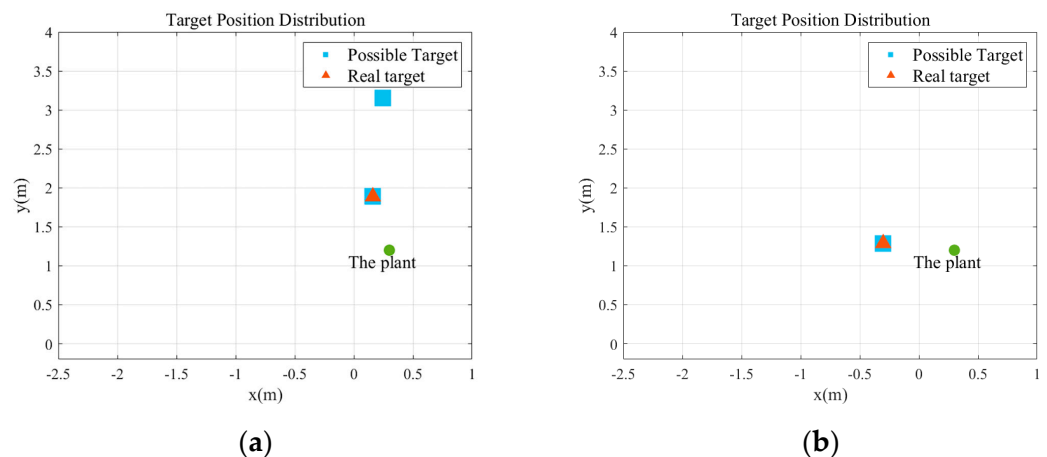 Target Position Distribution
4
3.5
3
2.5
2
1.5
1
0.5
0
y(m)
Possible Target
Real target
The plant
-2.5 -2 -1.5 -1 -0.5 0 0.5 1
x(m)
(a)
Target Position Distribution
4
3.5
3
2.5
2
1.5
1
0.5
0
y(m)
Possible Target
Real target
The plant
-2.5 -2 -1.5 -1 -0.5 0 0.5 1
x(m)
(b)